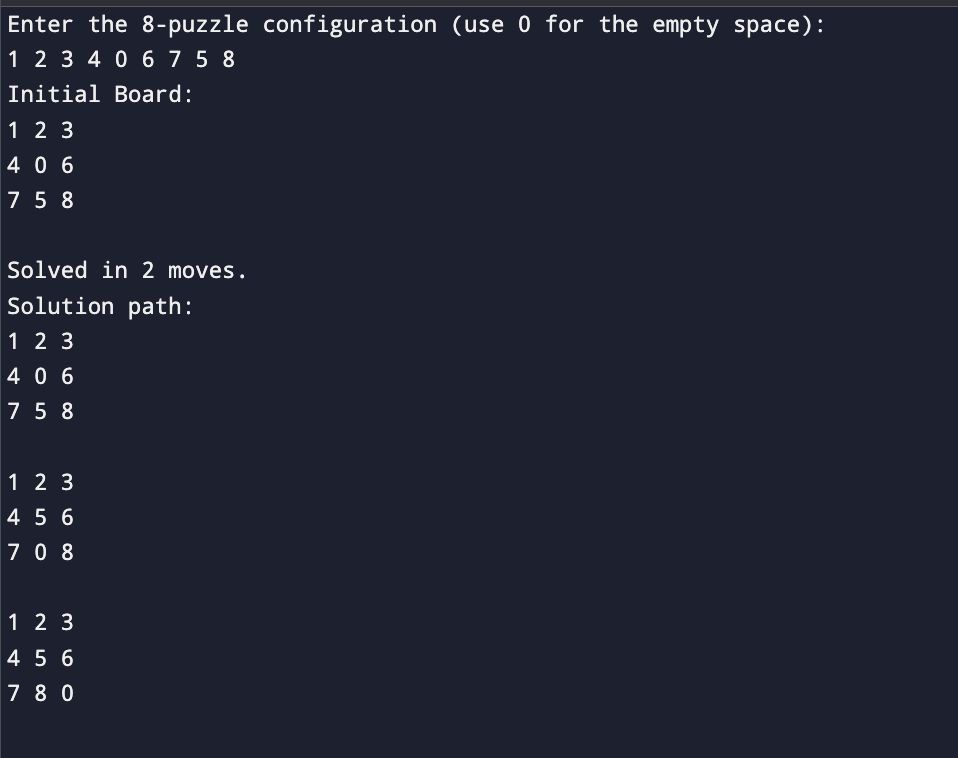 Enter the 8-puzzle configuration (use 0 for the empty space):
1 2 3 4 0 6 7 5 8
Initial Board:
1 2 3
4 0 6
7 5 8
Solved in 2 moves.
Solution path:
1 2 3
4 0 6
7 5 8
1 2 3
4 5 6
7 0 8
1 2 3
4 5 6
7 8 0